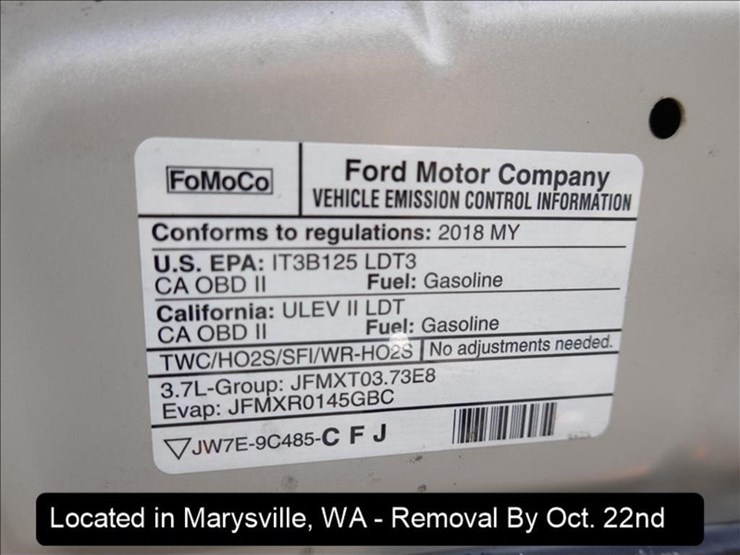 FoMoCo
Ford Motor Company
VEHICLE EMISSION CONTROL INFORMATION
Conforms to regulations: 2018 MY
U.S. EPA: IT3B125 LDT3
CA OBD II Fuel: Gasoline
California: ULEV II LDT
CA OBD II Fuel: Gasoline
TWC/HO2S/SFI/WR-HO2S No adjustments needed.
3.7L-Group: JFMXT03.73E8
Evap: JFMXR0145GBC
JW7E-9C485-C F J
Located in Marysville, WA - Removal By Oct. 22nd